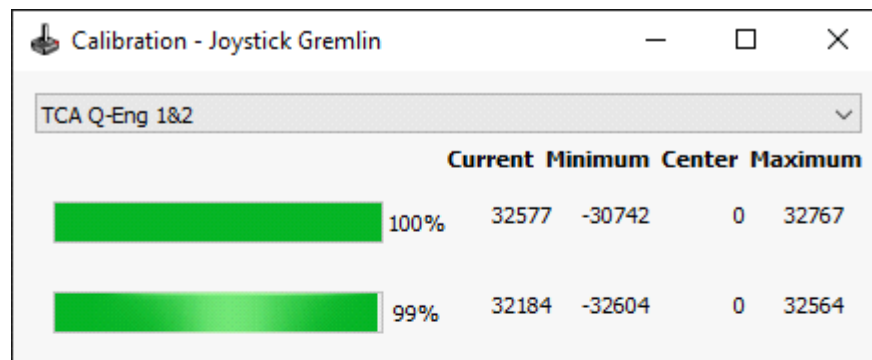 Calibration - Joystick Gremlin
TCA Q-Eng 1&2
Current Minimum Center Maximum
100% 32577 -30742 0 32767
99% 32184 -32604 0 32564